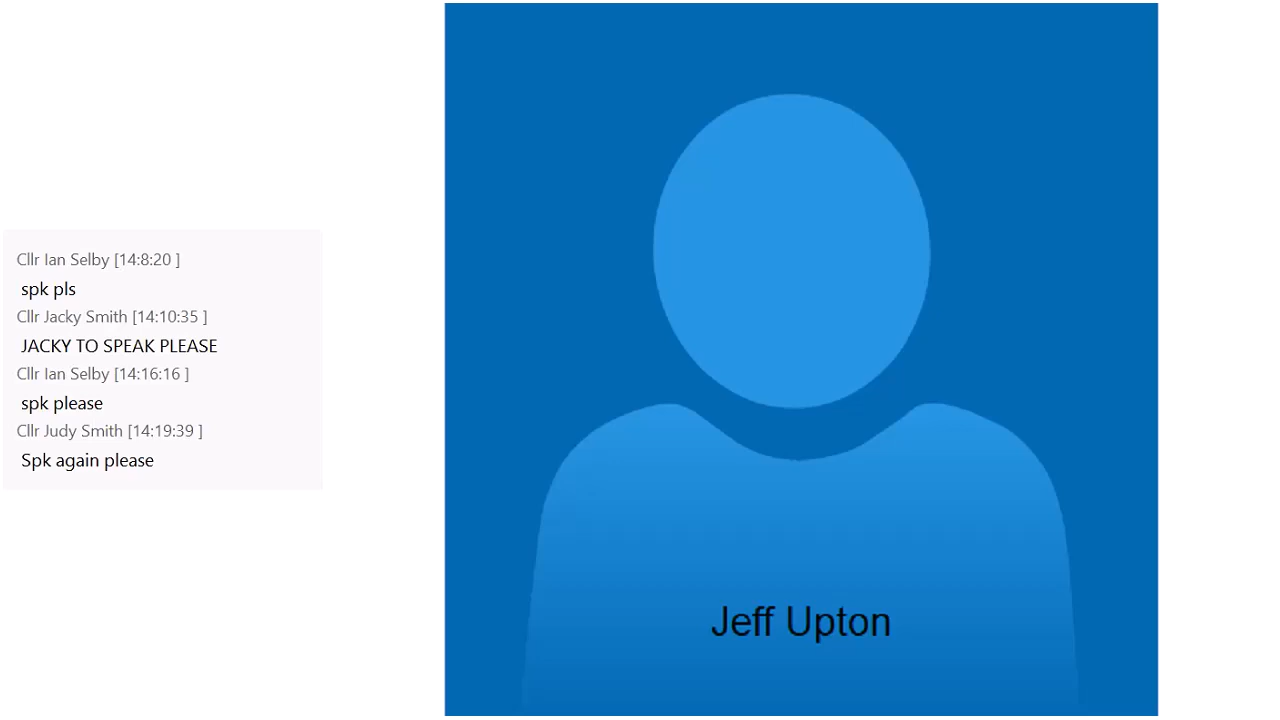 Cllr Ian Selby [14:8:20 ]
spk pls
Cllr Jacky Smith [14:10:35 ]
JACKY TO SPEAK PLEASE
Cllr Ian Selby [14:16:16 ]
spk please
Cllr Judy Smith [14:19:39 ]
Spk again please
Jeff Upton